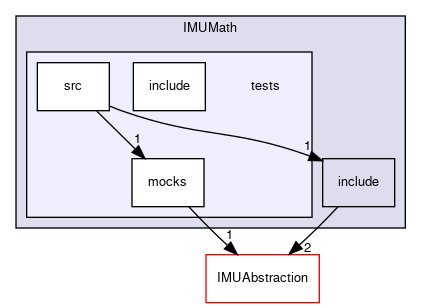 IMUMath
src
include
tests
1
1
mocks
include
1
2
IMUAbstraction